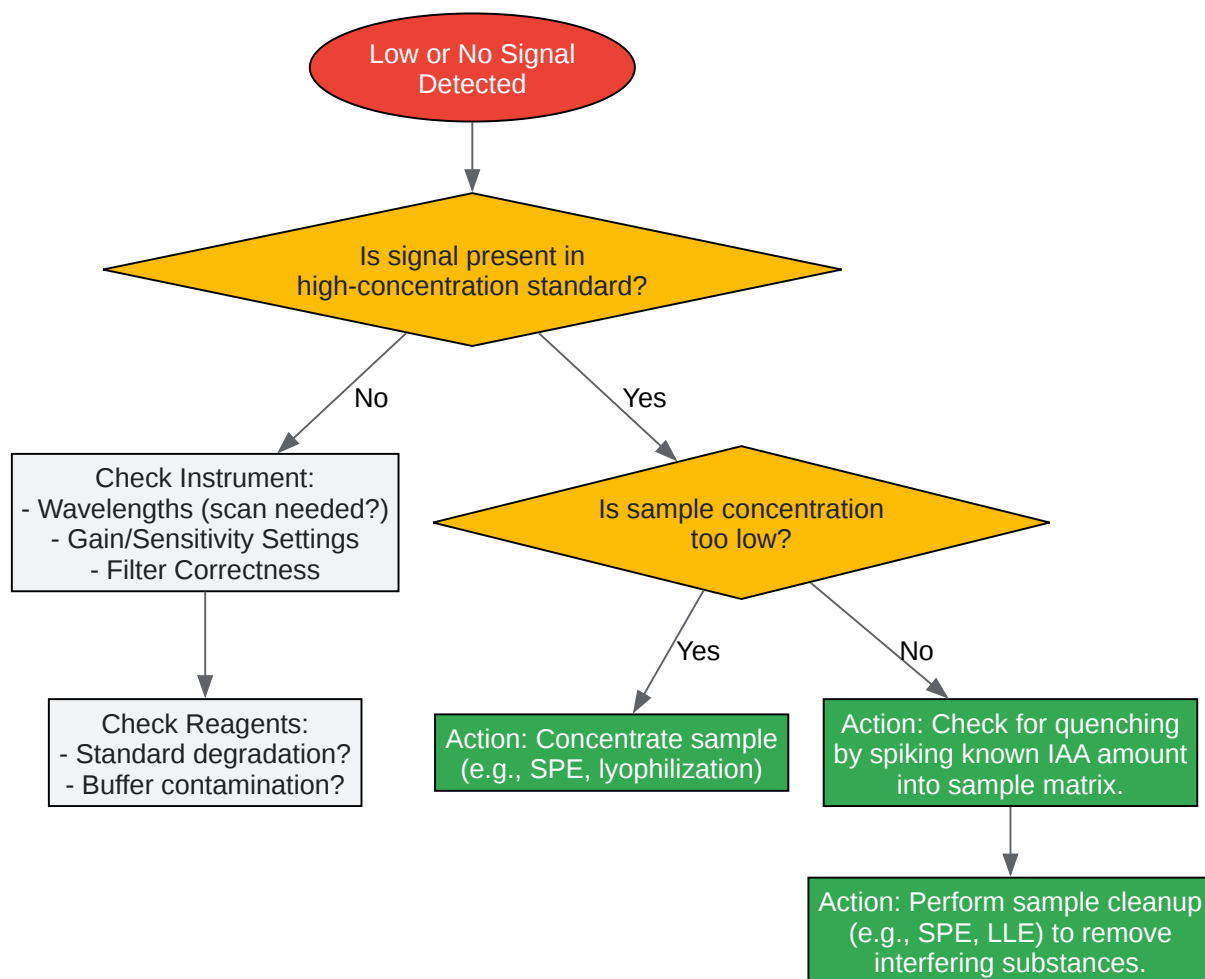 Low or No Signal
Detected
Is signal present in
high-concentration standard?
No
Yes
Check Instrument:
- Wavelengths (scan needed?)
- Gain/Sensitivity Settings
- Filter Correctness
Is sample concentration
too low?
Yes
No
Check Reagents:
- Standard degradation?
- Buffer contamination?
Action: Concentrate sample
(e.g., SPE, lyophilization)
Action: Check for quenching
by spiking known IAA amount
into sample matrix.
Action: Perform sample cleanup
(e.g., SPE, LLE) to remove
interfering substances.